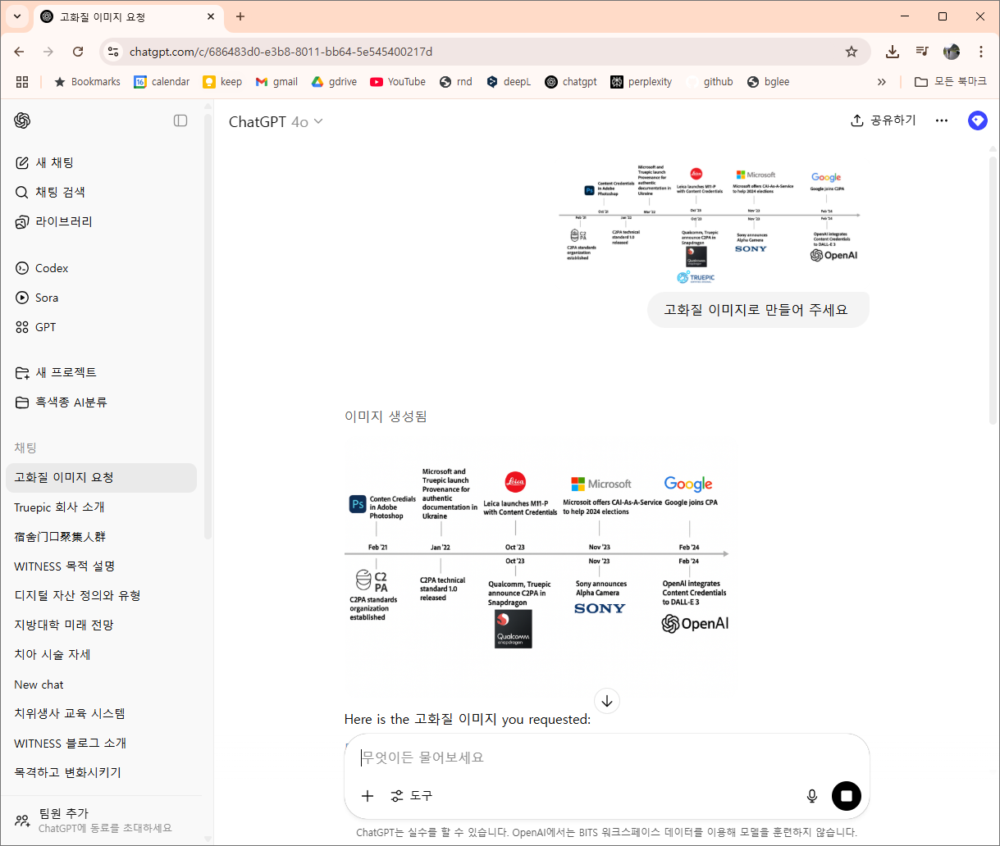 고화질 이미지 요청
chatgpt.com/c/686483d0-e3b8-8011-bb64-5e545400217d
Bookmarks
calendar
keep
gmail
gdrive
YouTube
rnd
deepL
chatgpt
perplexity
github
bglee
모든 북마크
새 채팅
채팅 검색
라이브러리
Codex
Sora
GPT
새 프로젝트
흑색종 AI분류
채팅
고화질 이미지 요청
Truepic 회사 소개
宿舍门口聚集人群
WITNESS 목적 설명
디지털 자산 정의와 유형
지방대학 미래 전망
치아 시술 자세
New chat
치위생사 교육 시스템
WITNESS 블로그 소개
목격하고 변화시키기
팀원 추가
ChatGPT에 동료를 초대하세요
ChatGPT 4o
공유하기
Ps
Content Credentials
in Adobe
Photoshop
Microsoft and
Truepic launch
Provenance for
authentic
documentation in
Ukraine
Leica
Leica launches M11-P
with Content Credentials
Microsoft
Microsoft offers CAI-As-A-Service
to help 2024 elections
Google
Google joins C2PA
Oct '21
Mar '22
Oct '23
Nov '23
Feb '24
Feb '21
Jan '22
Oct '23
Nov '23
Feb '24
C2
PA
C2PA standards
organization
established
C2PA technical
standard 1.0
released
Qualcomm, Truepic
announce C2PA in
Snapdragon
Qualcomm
TRUEPIC
Sony announces
Alpha Camera
SONY
OpenAI integrates
Content Credentials
to DALL-E 3
OpenAI
고화질 이미지로 만들어 주세요
이미지 생성됨
Ps
Conten Credials
in Adobe
Photoshop
Microsoft and
Truepic launch
Provenance for
authentic
documentation in
Ukraine
Leica
Leica launches M11-P
with Content Credentials
Microsoft
Microsoit offers CAI-As-A-Service
to help 2024 elections
Google
Google joins CPA
Feb '21
Jan '22
Oct '23
Nov '23
Feb '24
Oct '23
Nov '23
Feb '24
C2
PA
C2PA standards
organization
established
C2PA technical
standard 1.0
released
Qualcomm, Truepic
announce C2PA in
Snapdragon
Qualcomm
snapdragon
Sony announces
Alpha Camera
SONY
OpenAI integrates
Content Credentials
to DALL-E 3
OpenAI
Here is the 고화질 이미지 you requested:
무엇이든 물어보세요
도구
ChatGPT는 실수를 할 수 있습니다. OpenAI에서는 BITS 워크스페이스 데이터를 이용해 모델을 훈련하지 않습니다.